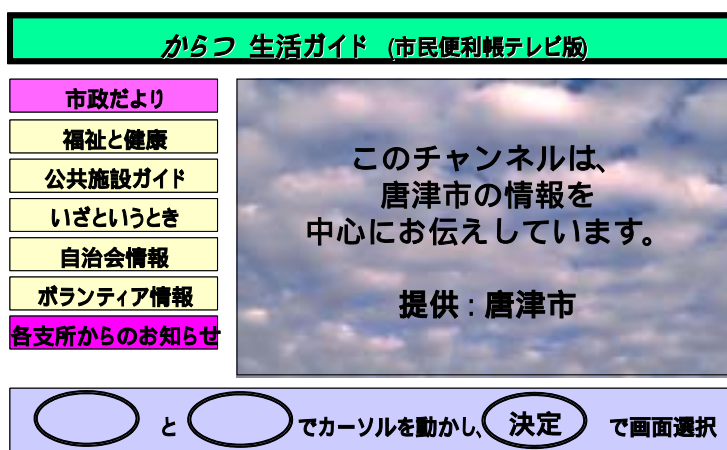 からつ 生活ガイド (市民便利帳テレビ版)
市政だより
福祉と健康
公共施設ガイド
いざというとき
自治会情報
ボランティア情報
各支所からのお知らせ
このチャンネルは、
唐津市の情報を
中心にお伝えしています。
提供：唐津市
と でカーソルを動かし、 決定 で画面選択